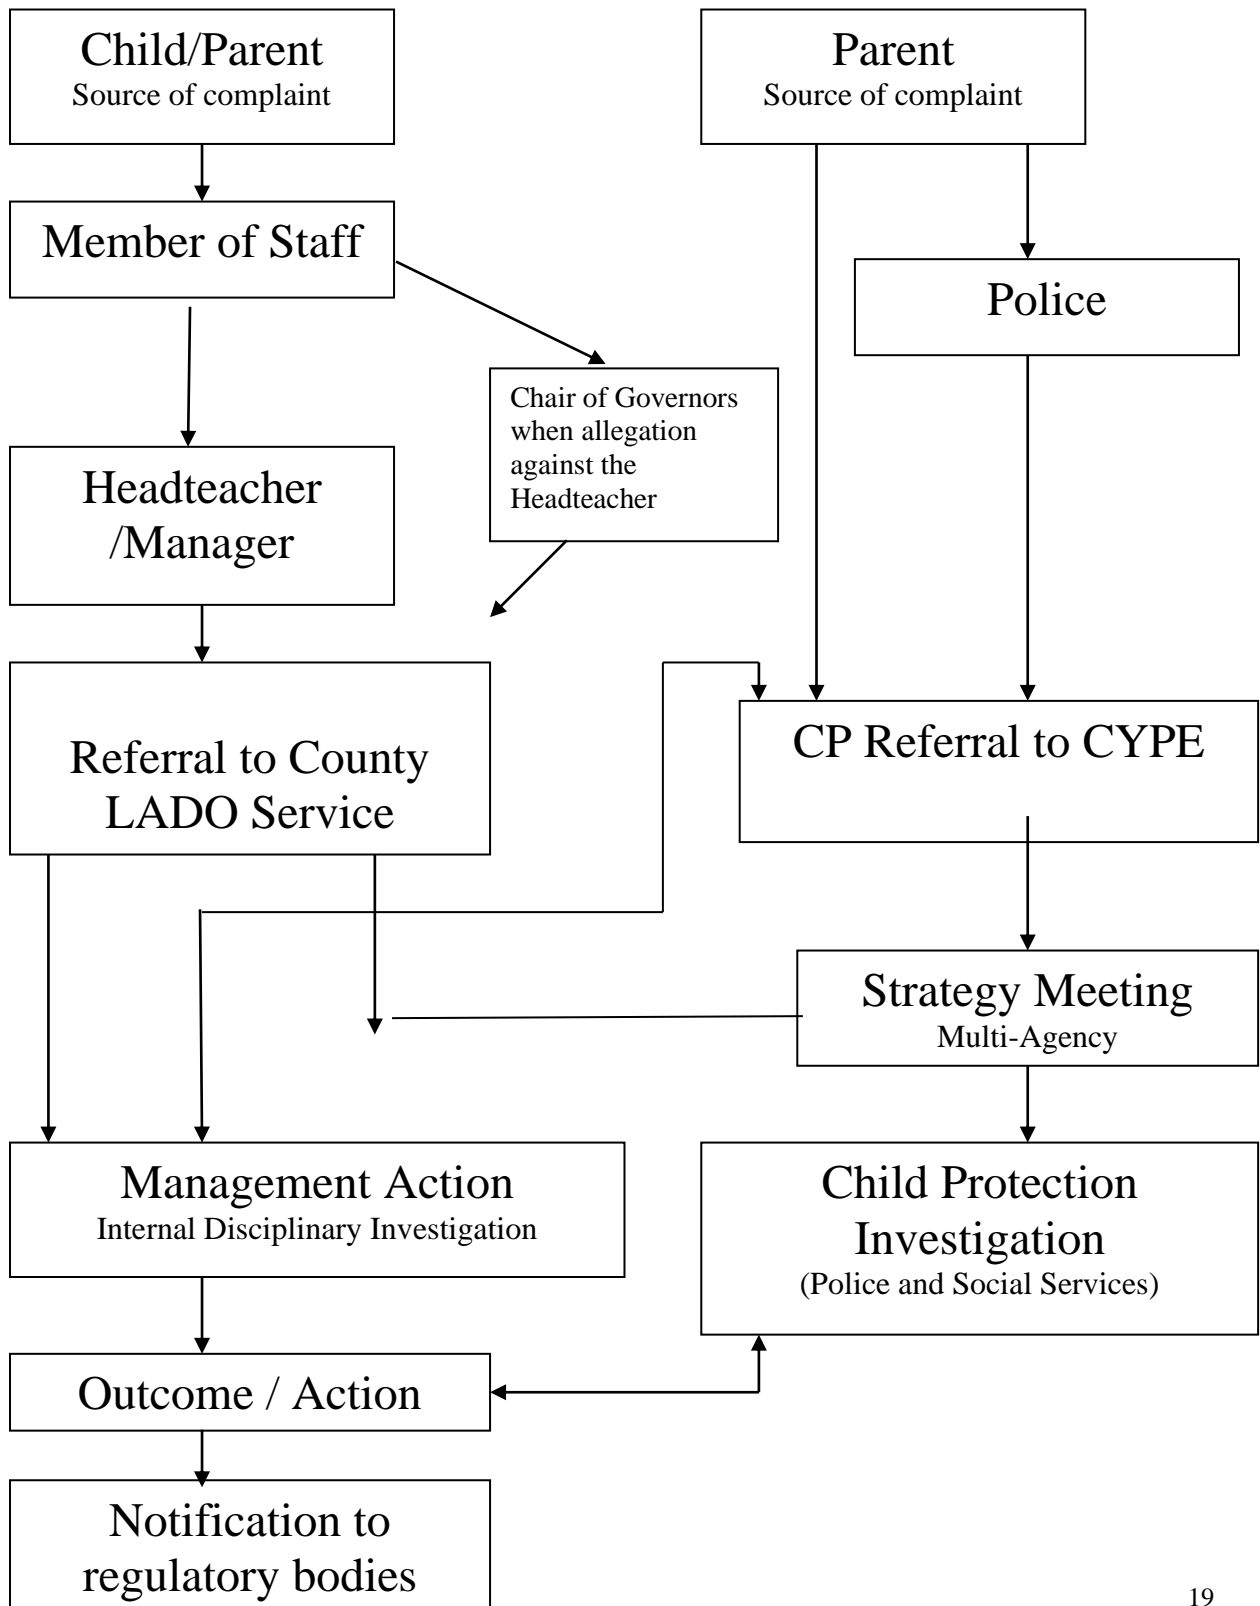 Child/Parent
Source of complaint
Parent
Source of complaint
Member of Staff
Police
Chair of Governors
when allegation
against the
Headteacher
Headteacher
/Manager
Referral to County
LADO Service
CP Referral to CYPE
Strategy Meeting
Multi-Agency
Management Action
Internal Disciplinary Investigation
Child Protection
Investigation
(Police and Social Services)
Outcome / Action
Notification to
regulatory bodies
19